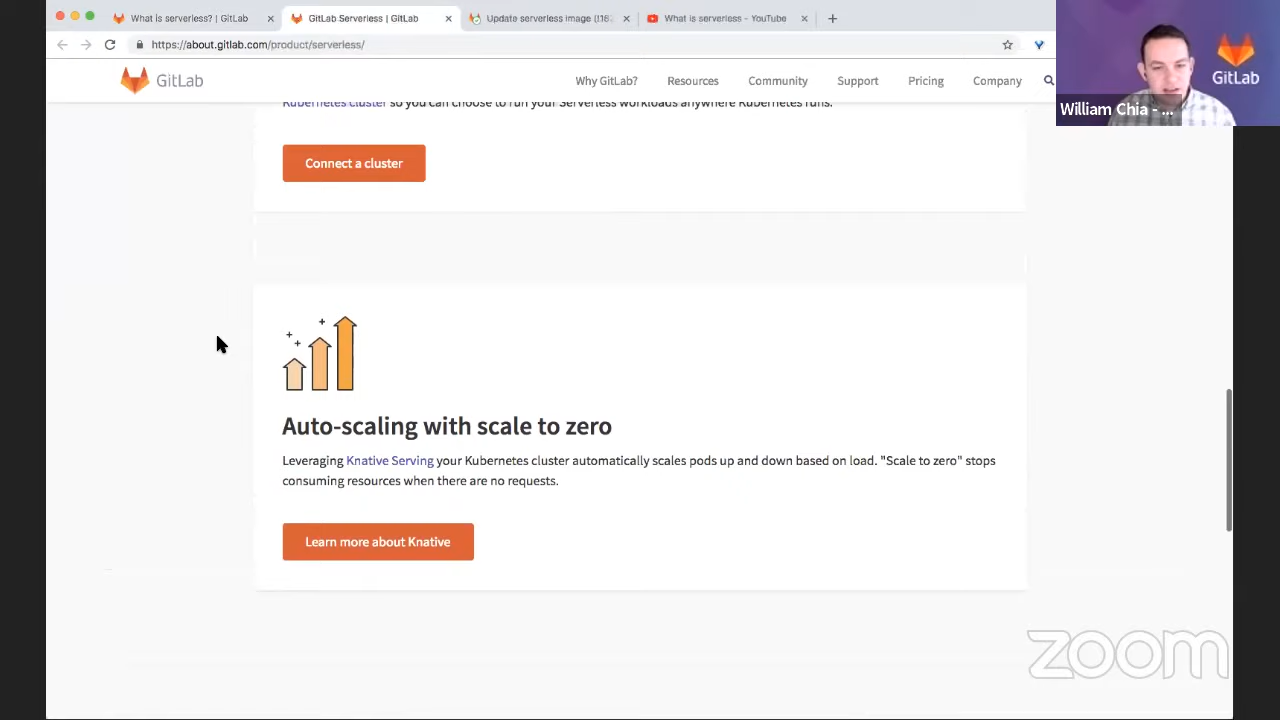 What is serverless? | GitLab
GitLab Serverless | GitLab
Update serverless image (!167
What is serverless - YouTube
https://about.gitlab.com/product/serverless/
GitLab
Why GitLab?
Resources
Community
Support
Pricing
Company
GitLab
William Chia - ...
Kubernetes cluster so you can choose to run your Serverless workloads anywhere Kubernetes runs.
Connect a cluster
Auto-scaling with scale to zero
Leveraging Knative Serving your Kubernetes cluster automatically scales pods up and down based on load. "Scale to zero" stops
consuming resources when there are no requests.
Learn more about Knative
zoom